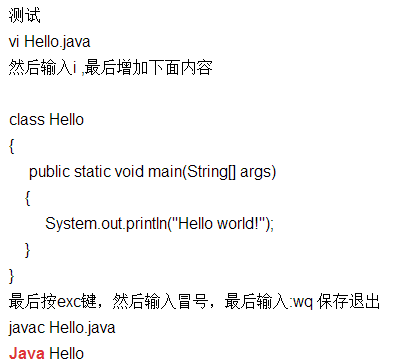 测试
vi Hello.java
然后输入i ,最后增加下面内容
class Hello
{
public static void main(String[] args)
{
System.out.println("Hello world!");
}
}
最后按exc键，然后输入冒号，最后输入:wq 保存退出
javac Hello.java
Java Hello